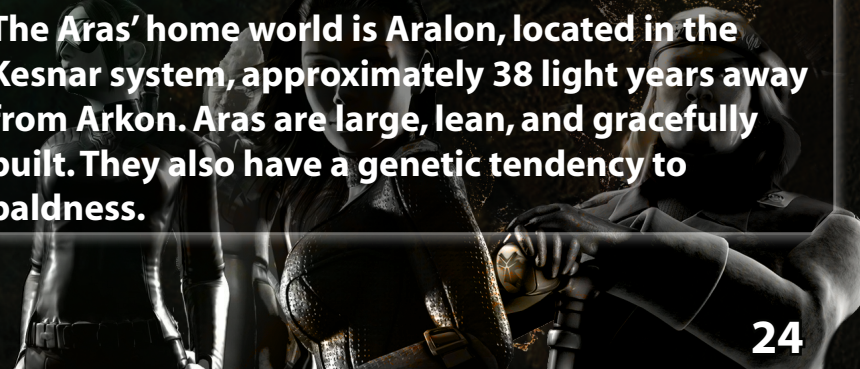 The Aras' home world is Aralon, located in the
Kesnar system, approximately 38 light years away
from Arkon. Aras are large, lean, and gracefully
built. They also have a genetic tendency to
baldness.
24